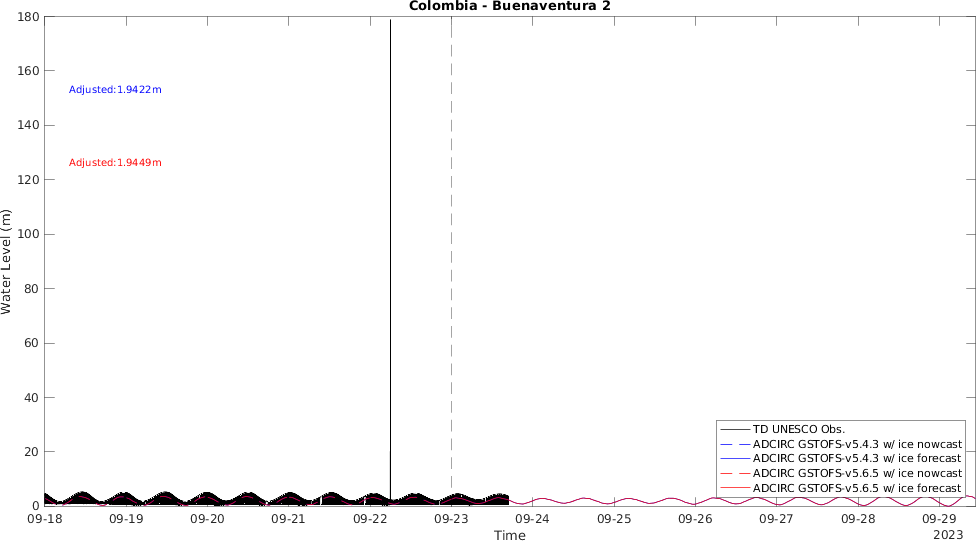 Colombia - Buenaventura 2
180
160
140
120
100
80
60
40
20
0
Water Level (m)
Adjusted:1.9422m
Adjusted:1.9449m
TD UNESCO Obs.
ADCIRC GSTOFS-v5.4.3 w/ ice nowcast
ADCIRC GSTOFS-v5.4.3 w/ ice forecast
ADCIRC GSTOFS-v5.6.5 w/ ice nowcast
ADCIRC GSTOFS-v5.6.5 w/ ice forecast
09-18 09-19 09-20 09-21 09-22 09-23 09-24 09-25 09-26 09-27 09-28 09-29
Time
2023